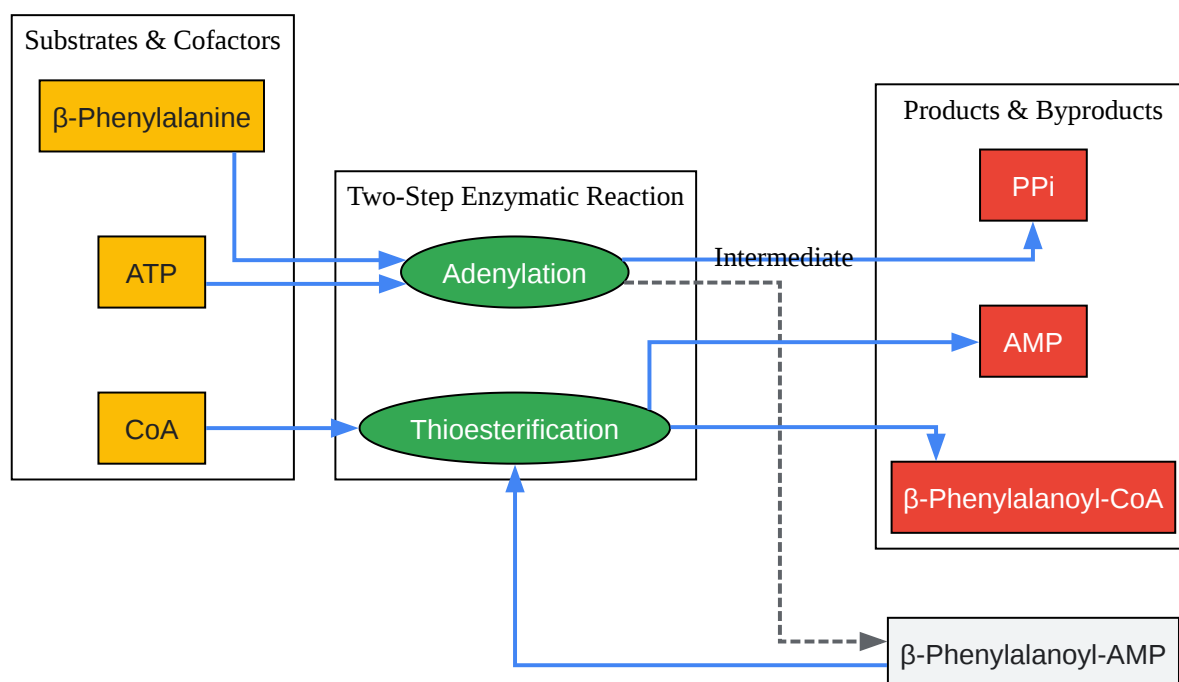 Substrates & Cofactors
β-Phenylalanine
ATP
CoA
Two-Step Enzymatic Reaction
Adenylation
Thioesterification
Intermediate
Products & Byproducts
PPi
AMP
β-Phenylalanoyl-CoA
β-Phenylalanoyl-AMP